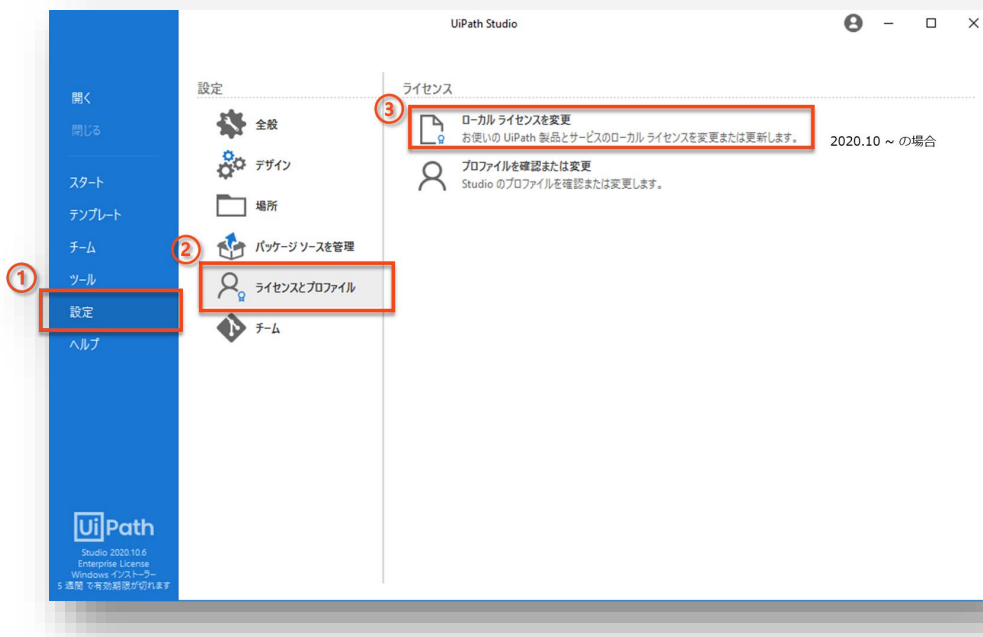 UiPath Studio
開く
閉じる
スタート
テンプレート
チーム
ツール
① 設定
ヘルプ
UiPath
Studio 2020.10.6
Enterprise License
Windows インストーラー
5 週間 で有効期限が切れます
設定
全般
デザイン
場所
パッケージ ソースを管理
② ライセンスとプロファイル
チーム
ライセンス
③ ローカル ライセンスを変更
お使いの UiPath 製品とサービスのローカル ライセンスを変更または更新します。
2020.10 ~ の場合
プロファイルを確認または変更
Studio のプロファイルを確認または変更します。